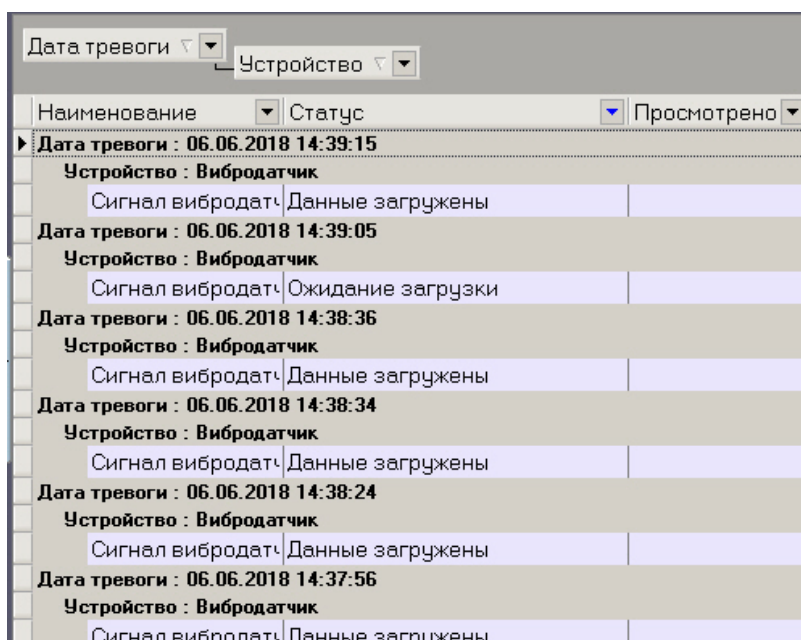 Дата тревоги
Устройство
Наименование Статус Просмотрено
Дата тревоги : 06.06.2018 14:39:15
Устройство : Вибродатчик
Сигнал вибродатч Данные загружены
Дата тревоги : 06.06.2018 14:39:05
Устройство : Вибродатчик
Сигнал вибродатч Ожидание загрузки
Дата тревоги : 06.06.2018 14:38:36
Устройство : Вибродатчик
Сигнал вибродатч Данные загружены
Дата тревоги : 06.06.2018 14:38:34
Устройство : Вибродатчик
Сигнал вибродатч Данные загружены
Дата тревоги : 06.06.2018 14:38:24
Устройство : Вибродатчик
Сигнал вибродатч Данные загружены
Дата тревоги : 06.06.2018 14:37:56
Устройство : Вибродатчик
Сигнал вибродатч Данные загружены